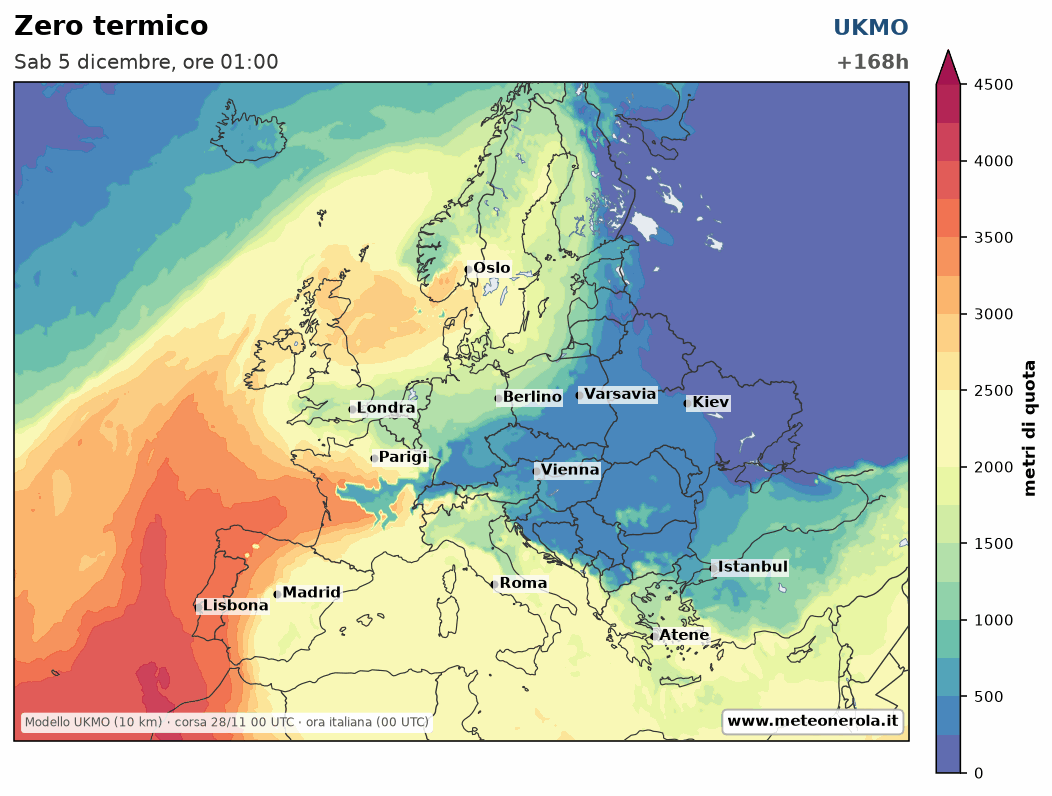 Zero termico
UKMO
Sab 5 dicembre, ore 01:00
+168h
4500
4000
3500
3000
2500
2000
1500
1000
500
0
metri di quota
Oslo
Londra
Berlino
Varsavia
Kiev
Parigi
Vienna
Istanbul
Roma
Madrid
Lisbona
Atene
Modello UKMO (10 km) · corsa 28/11 00 UTC · ora italiana (00 UTC)
www.meteonerola.it